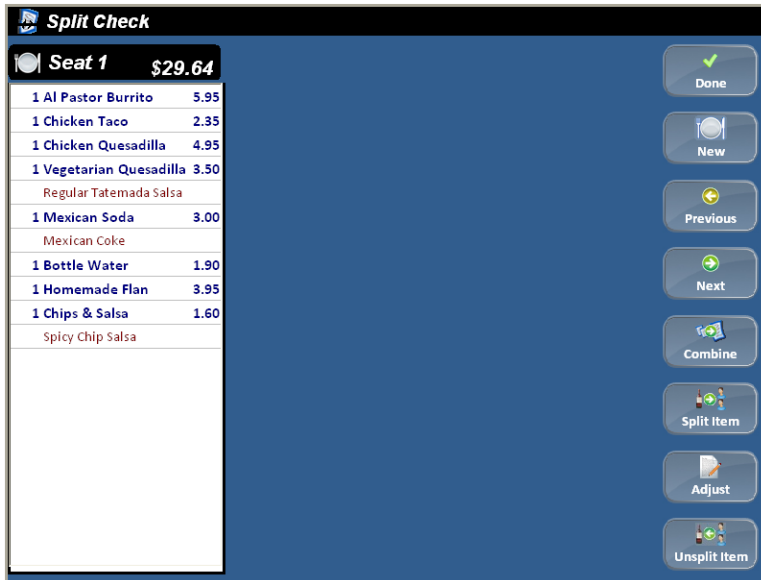 Split Check
Seat 1 $29.64
1 Al Pastor Burrito 5.95
1 Chicken Taco 2.35
1 Chicken Quesadilla 4.95
1 Vegetarian Quesadilla 3.50
Regular Tatemada Salsa
1 Mexican Soda 3.00
Mexican Coke
1 Bottle Water 1.90
1 Homemade Flan 3.95
1 Chips & Salsa 1.60
Spicy Chip Salsa
Done
New
Previous
Next
Combine
Split Item
Adjust
Unsplit Item